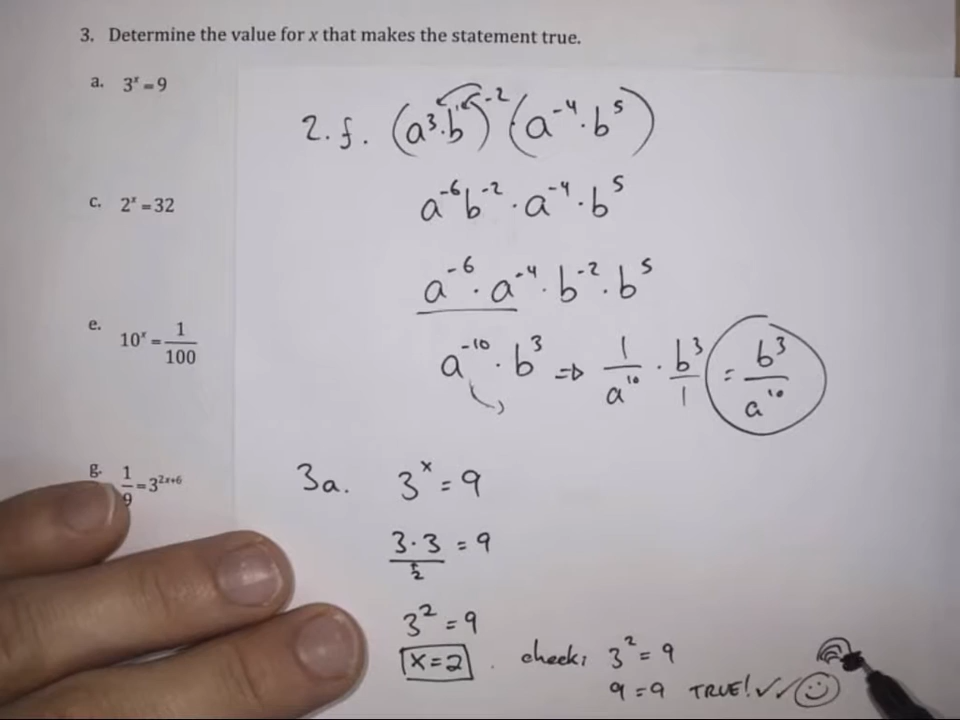 3. Determine the value for x that makes the statement true.
a. 3ˣ = 9
c. 2ˣ = 32
e. 10ˣ = 1/100
g. 1/9 = 3²ˣ⁺⁶
2. f. (a³·b¹)⁻² (a⁻⁴·b⁵)
a⁻⁶b⁻²·a⁻⁴·b⁵
a⁻⁶·a⁻⁴·b⁻²·b⁵
a⁻¹⁰·b³ ⇒ 1/a¹⁰ · b³/1 = b³/a¹⁰
3a. 3ˣ = 9
3·3 = 9
2
3² = 9
x = 2 . check: 3² = 9
9 = 9 TRUE! ✓✓